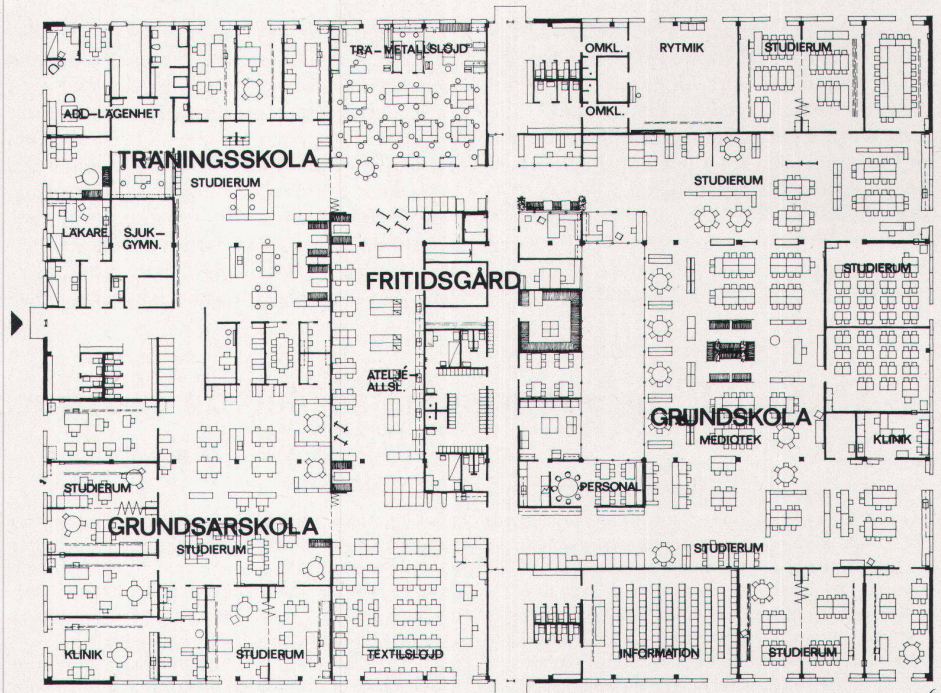 TRÄ-METALLSLÖJD
OMKL.
RYTMIK
STUDIERUM
ADL-LÄGENHET
OMKL.
TRÄNINGSSKOLA
STUDIERUM
STUDIERUM
LÄKARE
SJUK-
GYMN.
FRITIDSGÅRD
STUDIERUM
ATELJÉ-
ALLSL.
GRUNDSKOLA
MEDIOTEK
KLINIK
STUDIERUM
PERSONAL
GRUNDSÄRSKOLA
STUDIERUM
STUDIERUM
KLINIK
STUDIERUM
TEXTILSLÖJD
INFORMATION
STUDIERUM